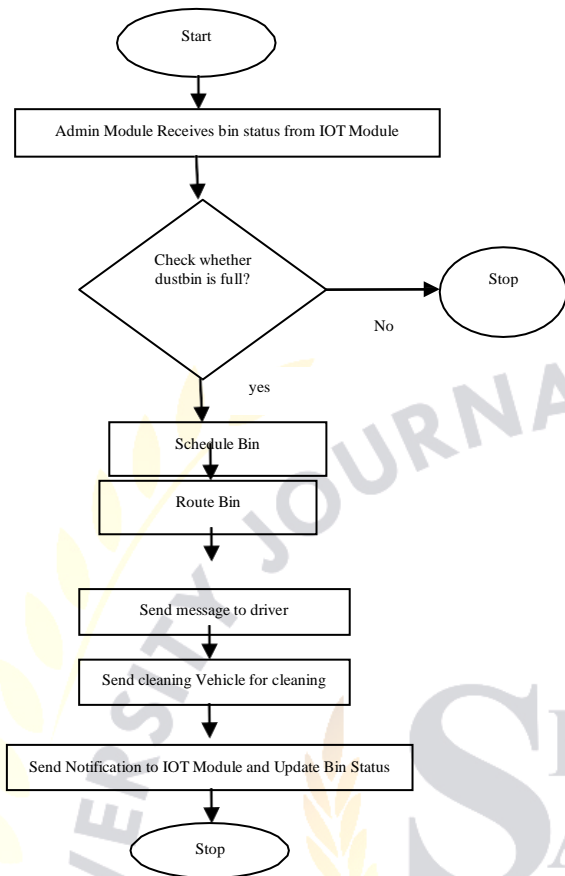 Start
Admin Module Receives bin status from IOT Module
Check whether
dustbin is full?
Stop
No
yes
Schedule Bin
Route Bin
Send message to driver
Send cleaning Vehicle for cleaning
Send Notification to IOT Module and Update Bin Status
Stop
VERSITY JOURNA
S